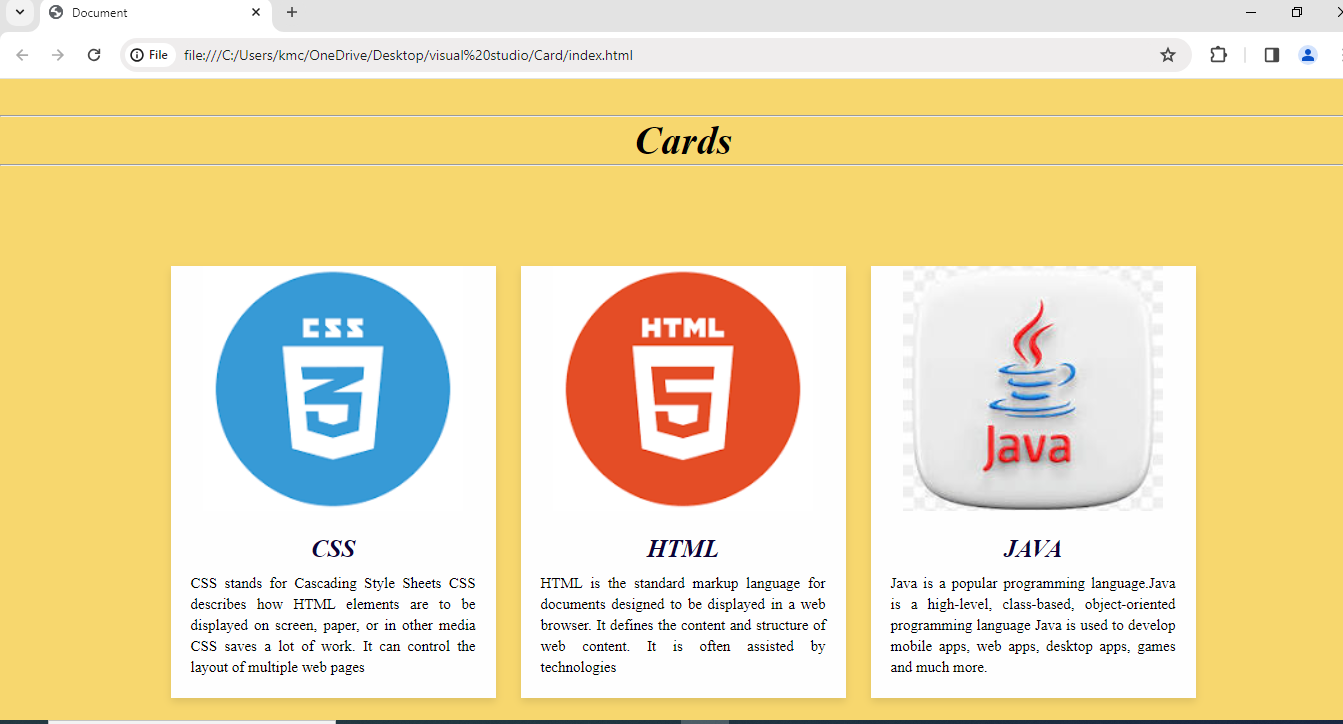 Document
File file:///C:/Users/kmc/OneDrive/Desktop/visual%20studio/Card/index.html
Cards
CSS
3
HTML
5
Java
CSS
CSS stands for Cascading Style Sheets CSS
describes how HTML elements are to be
displayed on screen, paper, or in other media
CSS saves a lot of work. It can control the
layout of multiple web pages
HTML
HTML is the standard markup language for
documents designed to be displayed in a web
browser. It defines the content and structure of
web content. It is often assisted by
technologies
JAVA
Java is a popular programming language.Java
is a high-level, class-based, object-oriented
programming language Java is used to develop
mobile apps, web apps, desktop apps, games
and much more.